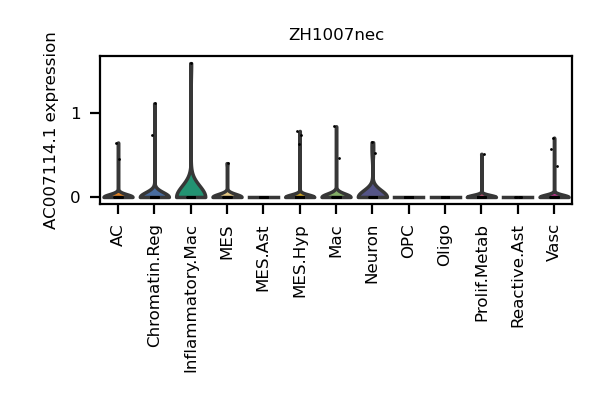 ZH1007nec
AC007114.1 expression
1
0
AC
Chromatin.Reg
Inflammatory.Mac
MES
MES.Ast
MES.Hyp
Mac
Neuron
OPC
Oligo
Prolif.Metab
Reactive.Ast
Vasc